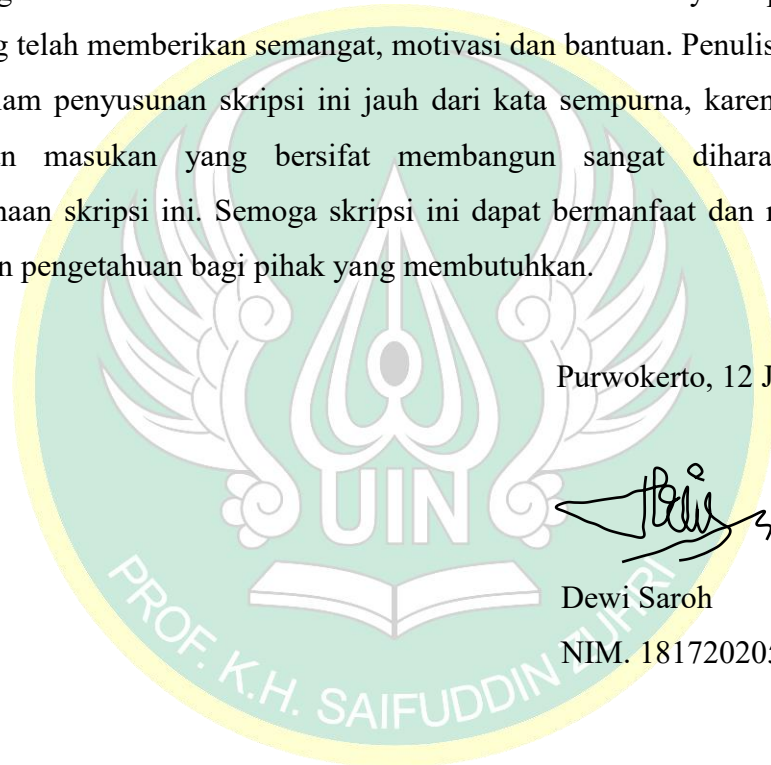 g telah memberikan semangat, motivasi dan bantuan. Penulis
am penyusunan skripsi ini jauh dari kata sempurna, karen
n masukan yang bersifat membangun sangat dihara
naan skripsi ini. Semoga skripsi ini dapat bermanfaat dan
n pengetahuan bagi pihak yang membutuhkan.
Purwokerto, 12 J
UIN
Dewi Saroh
NIM. 181720205
PROF. K.H. SAIFUDDIN ZUHRI